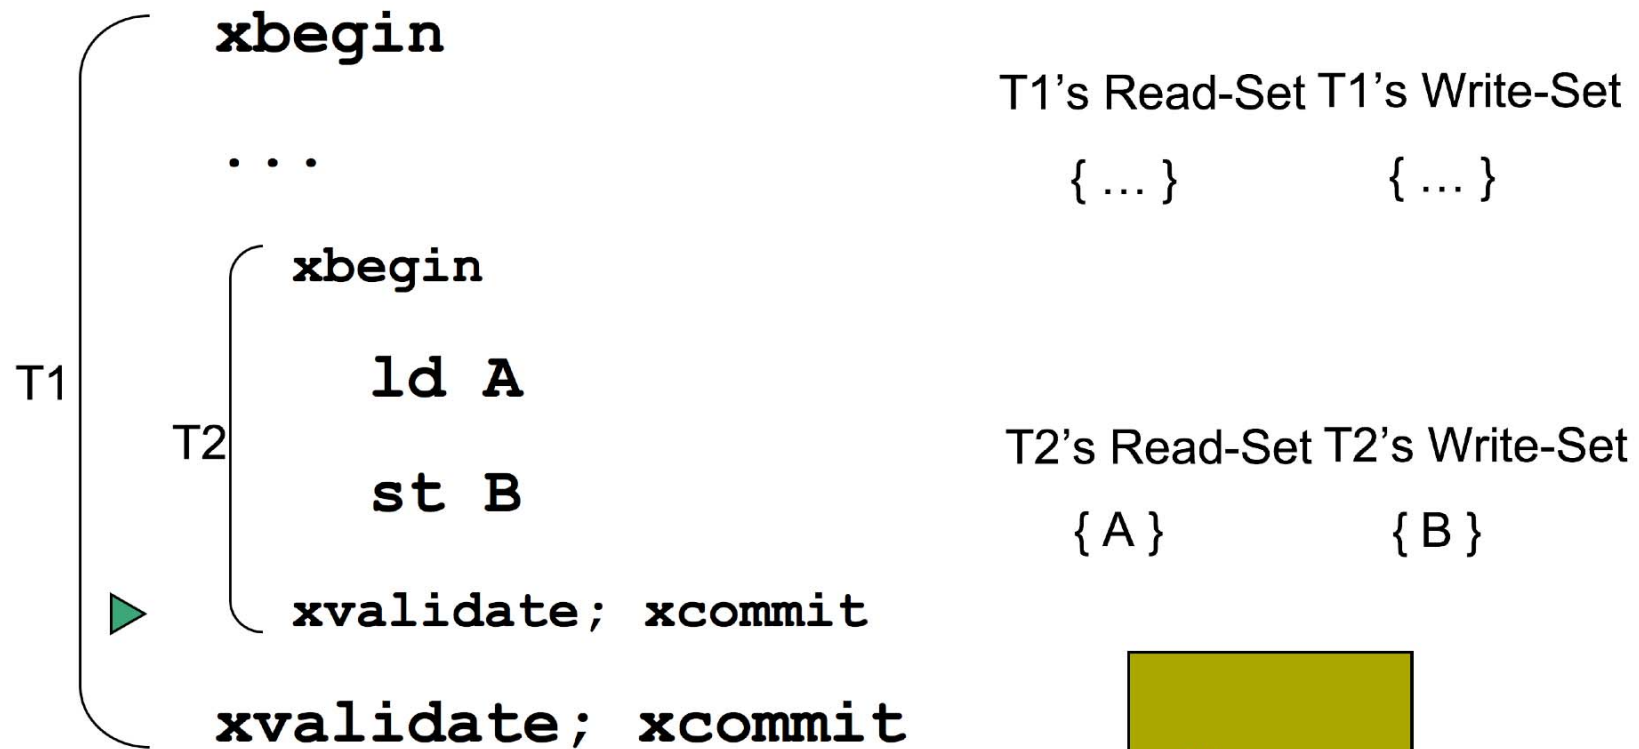 xbegin
T1's Read-Set T1's Write-Set
...
{ ... } { ... }
xbegin
T1
ld A
T2
T2's Read-Set T2's Write-Set
st B
{ A } { B }
xvalidate; xcommit
xvalidate; xcommit